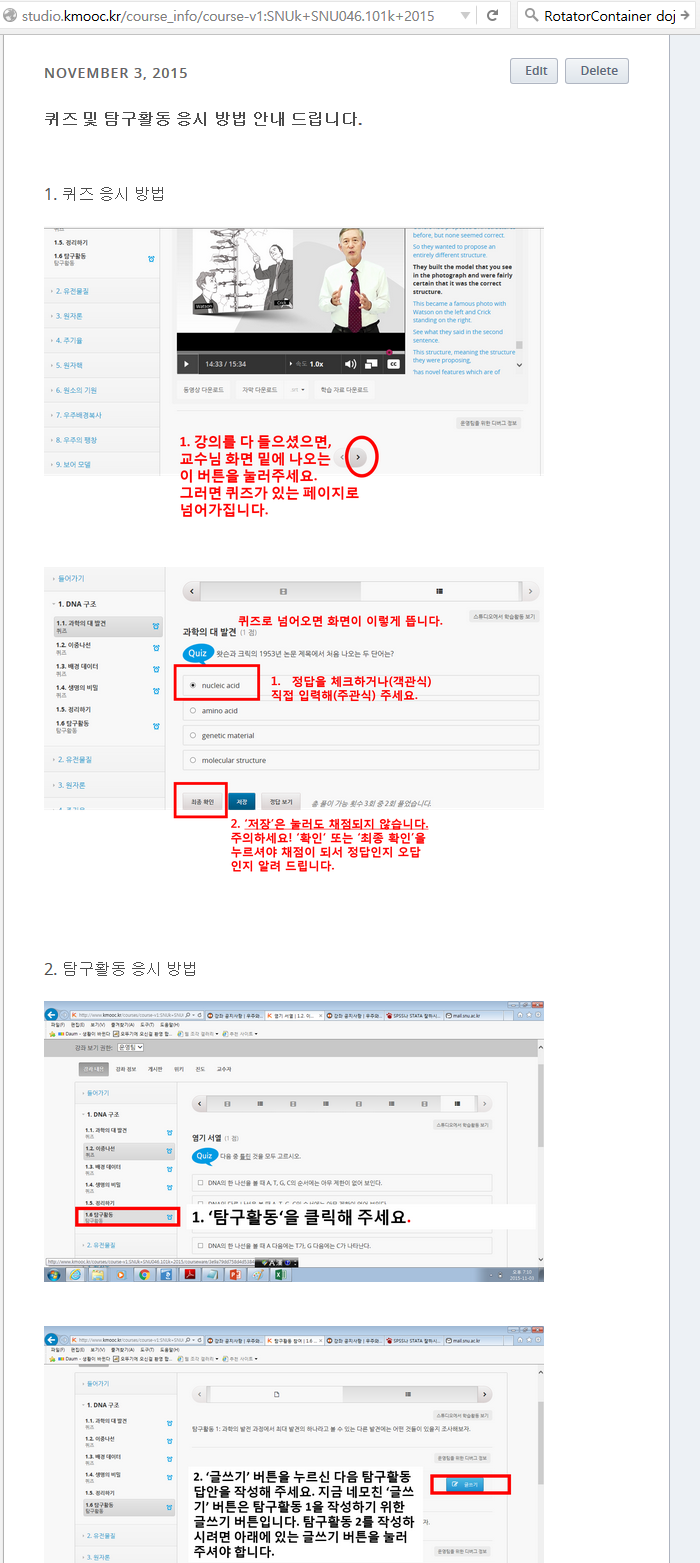 studio.kmooc.kr/course_info/course-v1:SNUk+SNU046.101k+2015
RotatorContainer doj
NOVEMBER 3, 2015
Edit
Delete
퀴즈 및 탐구활동 응시 방법 안내 드립니다.
1. 퀴즈 응시 방법
퀴즈
1.5. 정리하기
1.6 탐구활동
탐구활동
2. 유전물질
3. 원자론
4. 주기율
5. 원자핵
6. 원소의 기원
7. 우주배경복사
8. 우주의 팽창
9. 보어 모델
Watson
Crick
14:33 / 15:34
속도 1.0x
CC
before, but none seemed correct.
So they wanted to propose an
entirely different structure.
They built the model that you see
in the photograph and were fairly
certain that it was the correct
structure.
This became a famous photo with
Watson on the left and Crick
standing on the right.
See what they said in the second
sentence.
This structure, meaning the structure
they were proposing,
has novel features which are of
동영상 다운로드
자막 다운로드
학습 자료 다운로드
운영팀을 위한 디버그 정보
1. 강의를 다 들으셨으면,
교수님 화면 밑에 나오는
이 버튼을 눌러주세요.
그러면 퀴즈가 있는 페이지로
넘어가집니다.
들어가기
1. DNA 구조
1.1. 과학의 대 발견
퀴즈
1.2. 이중나선
퀴즈
1.3. 배경 데이터
퀴즈
1.4. 생명의 비밀
퀴즈
1.5. 정리하기
1.6 탐구활동
탐구활동
2. 유전물질
3. 원자론
퀴즈로 넘어오면 화면이 이렇게 뜹니다.
스튜디오에서 학습활동 보기
과학의 대 발견 (1 점)
Quiz 왓슨과 크릭의 1953년 논문 제목에서 처음 나오는 두 단어는?
nucleic acid
1. 정답을 체크하거나(객관식)
직접 입력해(주관식) 주세요.
amino acid
genetic material
molecular structure
최종 확인
저장
정답 보기
총 풀이 가능 횟수 3회 중 2회 풀었습니다.
2. ‘저장’은 눌러도 채점되지 않습니다.
주의하세요! ‘확인’ 또는 ‘최종 확인’을
누르셔야 채점이 되서 정답인지 오답
인지 알려 드립니다.
2. 탐구활동 응시 방법
파일(F) 편집(E) 보기(V) 즐겨찾기(A) 도구(T) 도움말(H)
강좌 보기 권한: 운영팀
강좌 정보 게시판 위키 진도 교수자
들어가기
1. DNA 구조
1.1. 과학의 대 발견
퀴즈
1.2. 이중나선
퀴즈
1.3. 배경 데이터
퀴즈
1.4. 생명의 비밀
퀴즈
1.5. 정리하기
1.6 탐구활동
탐구활동
2. 유전물질
스튜디오에서 학습활동 보기
염기 서열 (1 점)
Quiz 다음 중 틀린 것을 모두 고르시오.
DNA의 한 나선을 볼 때 A, T, G, C의 순서에는 아무 제한이 없어 보인다.
1. ‘탐구활동‘을 클릭해 주세요.
DNA의 한 나선을 볼 때 A 다음에는 T가, G 다음에는 C가 나타난다.
파일(F) 편집(E) 보기(V) 즐겨찾기(A) 도구(T) 도움말(H)
들어가기
1. DNA 구조
1.1. 과학의 대 발견
퀴즈
1.2. 이중나선
퀴즈
1.3. 배경 데이터
퀴즈
1.4. 생명의 비밀
퀴즈
1.5. 정리하기
1.6 탐구활동
탐구활동
2. 유전물질
3. 원자론
스튜디오에서 학습활동 보기
탐구활동 1: 과학의 발견 과정에서 최대 발견의 하나라고 볼 수 있는 다른 발견에는 어떤 것들이 있을지 조사해보자.
운영팀을 위한 디버그 정보
글쓰기
2. ‘글쓰기’ 버튼을 누르신 다음 탐구활동
답안을 작성해 주세요. 지금 네모친 ‘글쓰
기’ 버튼은 탐구활동 1을 작성하기 위한
글쓰기 버튼입니다. 탐구활동 2를 작성하
시려면 아래에 있는 글쓰기 버튼을 눌러
주셔야 합니다.
운영팀을 위한 디버그 정보